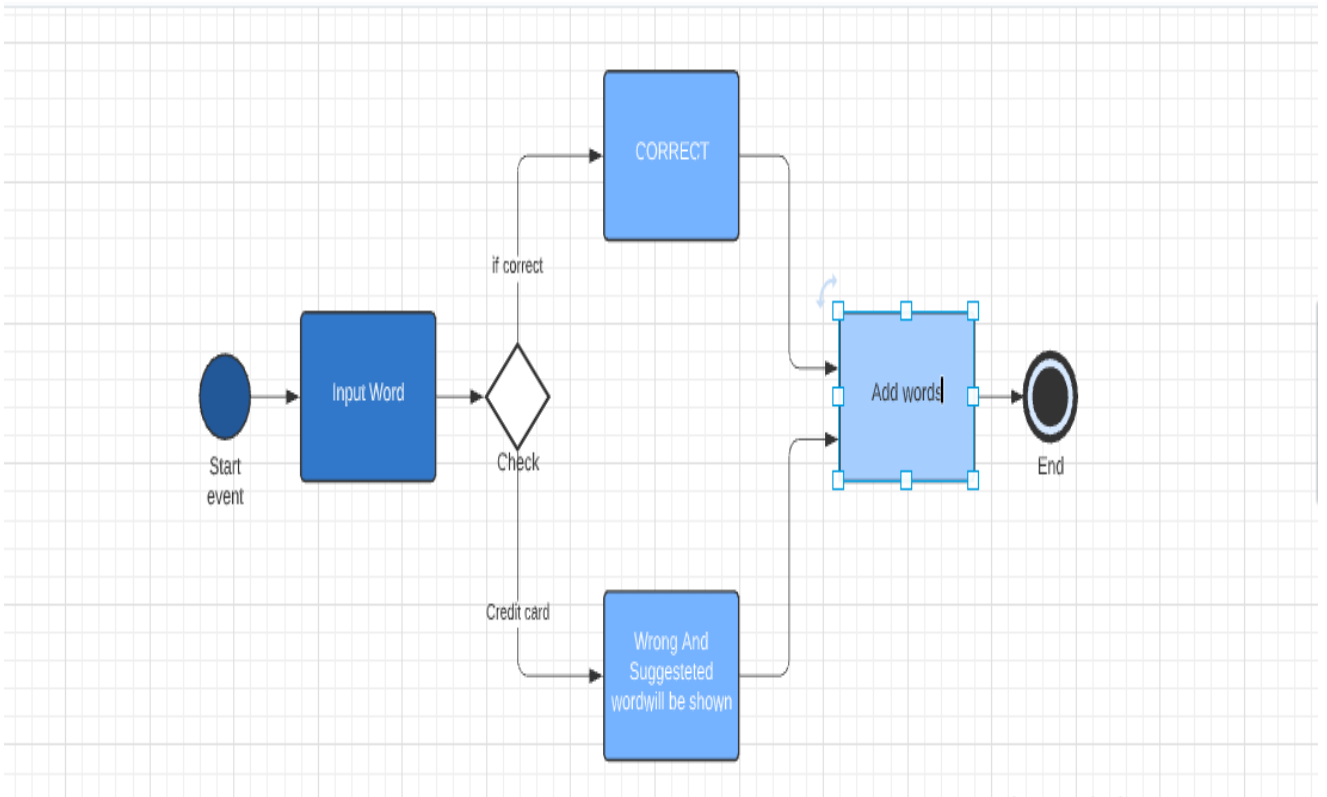 CORRECT
if correct
Input Word
Add words
Start
event
Check
End
Credit card
Wrong And
Suggesteted
wordwill be shown